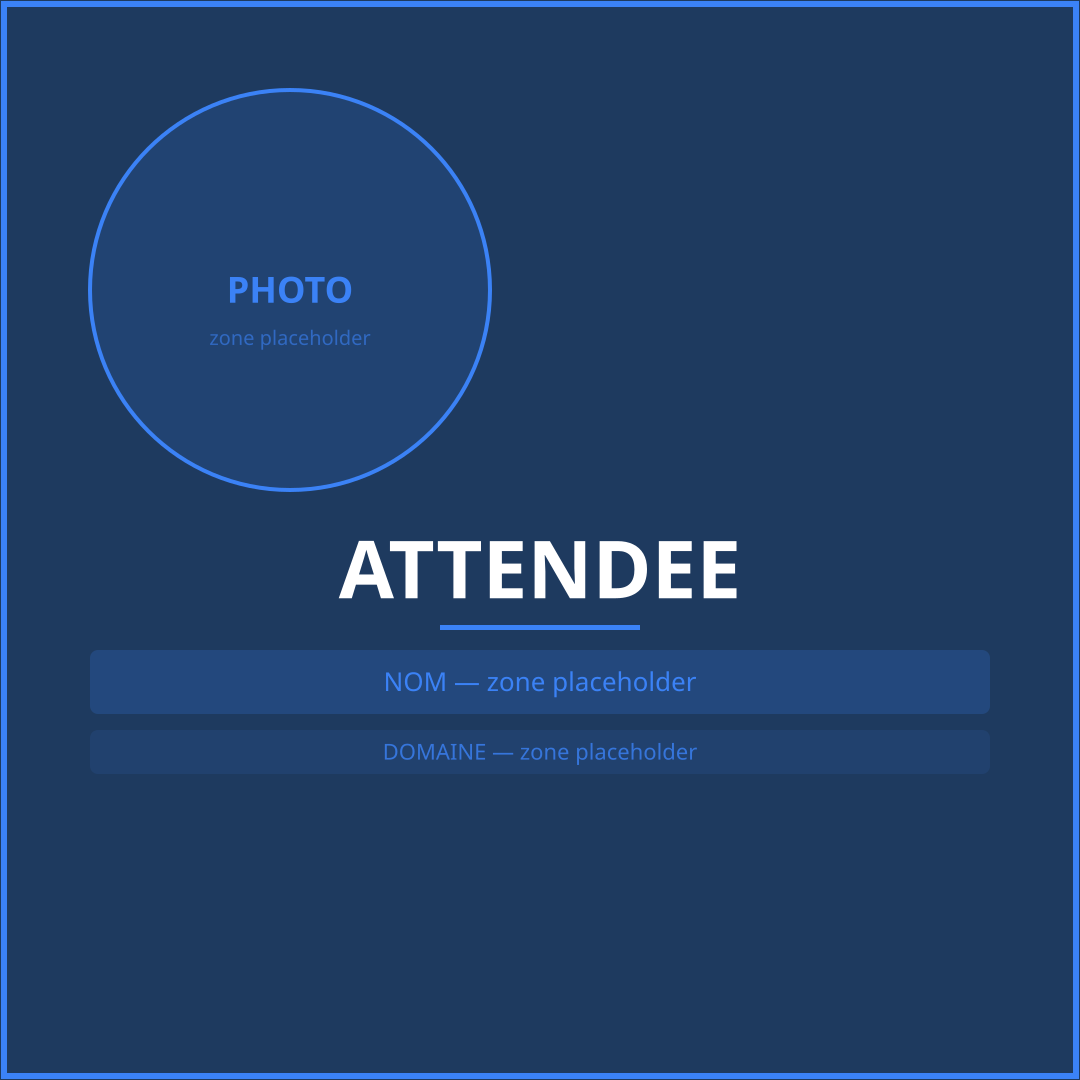 PHOTO
zone placeholder
ATTENDEE
NOM — zone placeholder
DOMAINE — zone placeholder